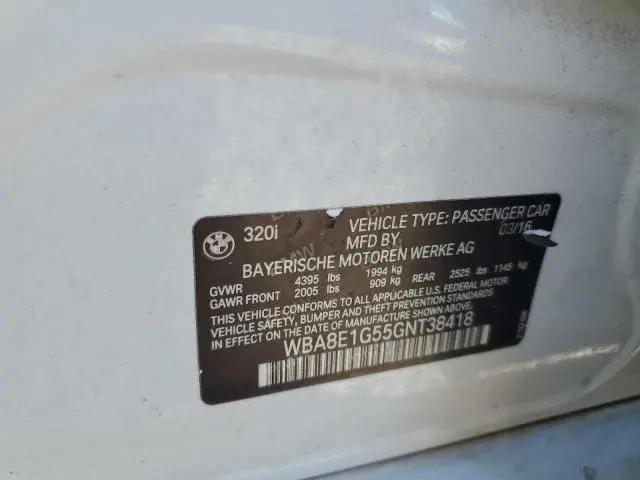 320i
VEHICLE TYPE: PASSENGER CAR
MFD BY. 03/16
BAYERISCHE MOTOREN WERKE AG
GVWR 4395 lbs 1994 kg
GAWR FRONT 2005 lbs 909 kg REAR 2525 lbs 1145 kg
THIS VEHICLE CONFORMS TO ALL APPLICABLE U.S. FEDERAL MOTOR
VEHICLE SAFETY, BUMPER, AND THEFT PREVENTION STANDARDS
IN EFFECT ON THE DATE OF MANUFACTURE SHOWN ABOVE.
WBA8E1G55GNT38418